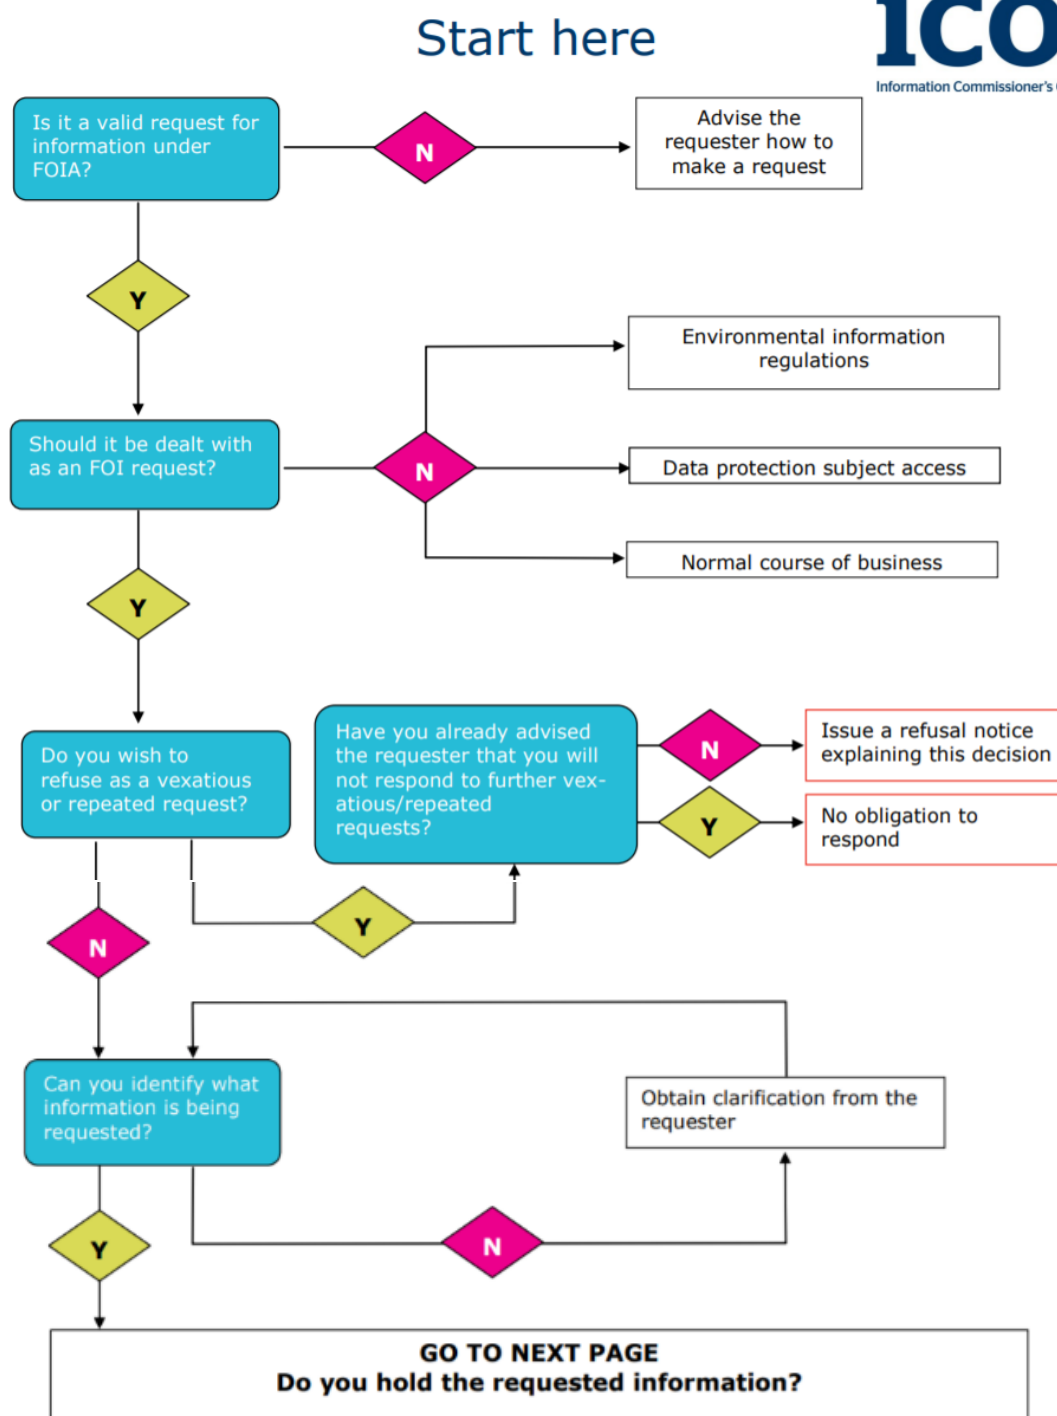 Start here
ico
Information Commissioner's
Is it a valid request for
information under
FOIA?
N
Advise the
requester how to
make a request
Y
Environmental information
regulations
Should it be dealt with
as an FOI request?
N
Data protection subject access
Normal course of business
Y
Do you wish to
refuse as a vexatious
or repeated request?
Have you already advised
the requester that you will
not respond to further vex-
atious/repeated
requests?
N
Issue a refusal notice
explaining this decision
Y
No obligation to
respond
Y
N
Can you identify what
information is being
requested?
Obtain clarification from the
requester
N
Y
GO TO NEXT PAGE
Do you hold the requested information?